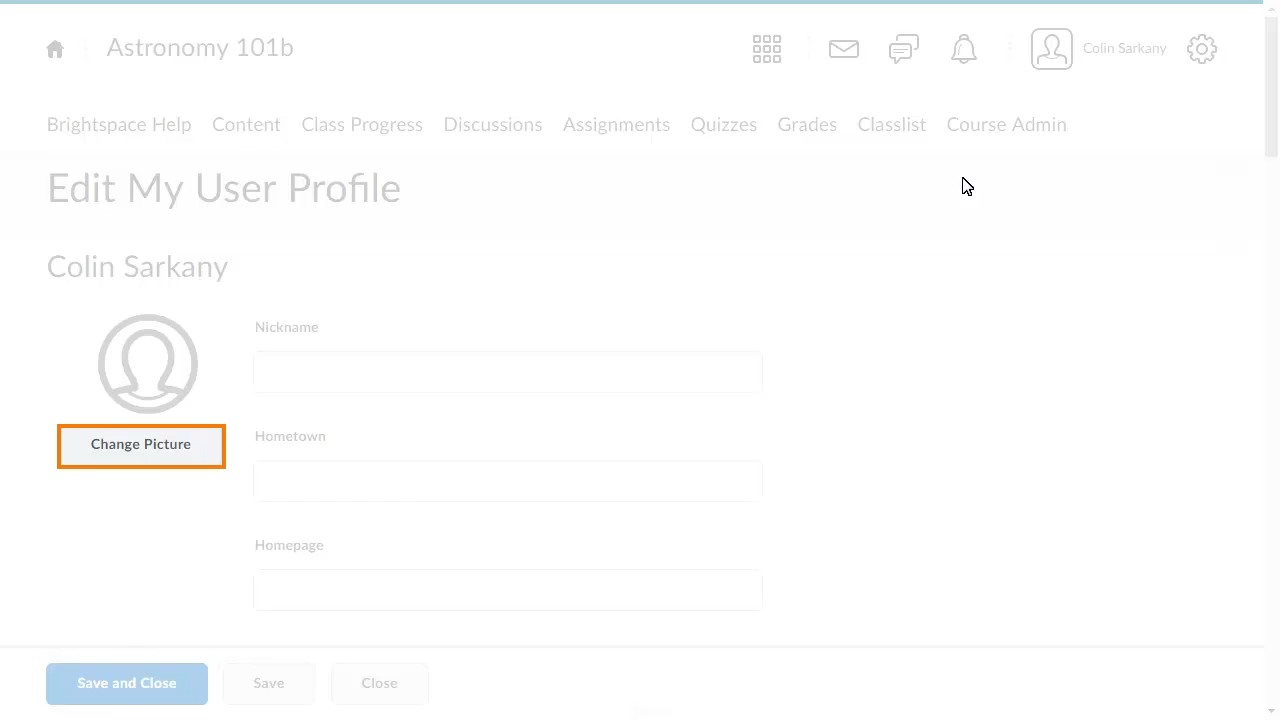 Astronomy 101b
Colin Sarkany
Brightspace Help Content Class Progress Discussions Assignments Quizzes Grades Classlist Course Admin
Edit My User Profile
Colin Sarkany
Nickname
Change Picture
Hometown
Homepage
Save and Close Save Close